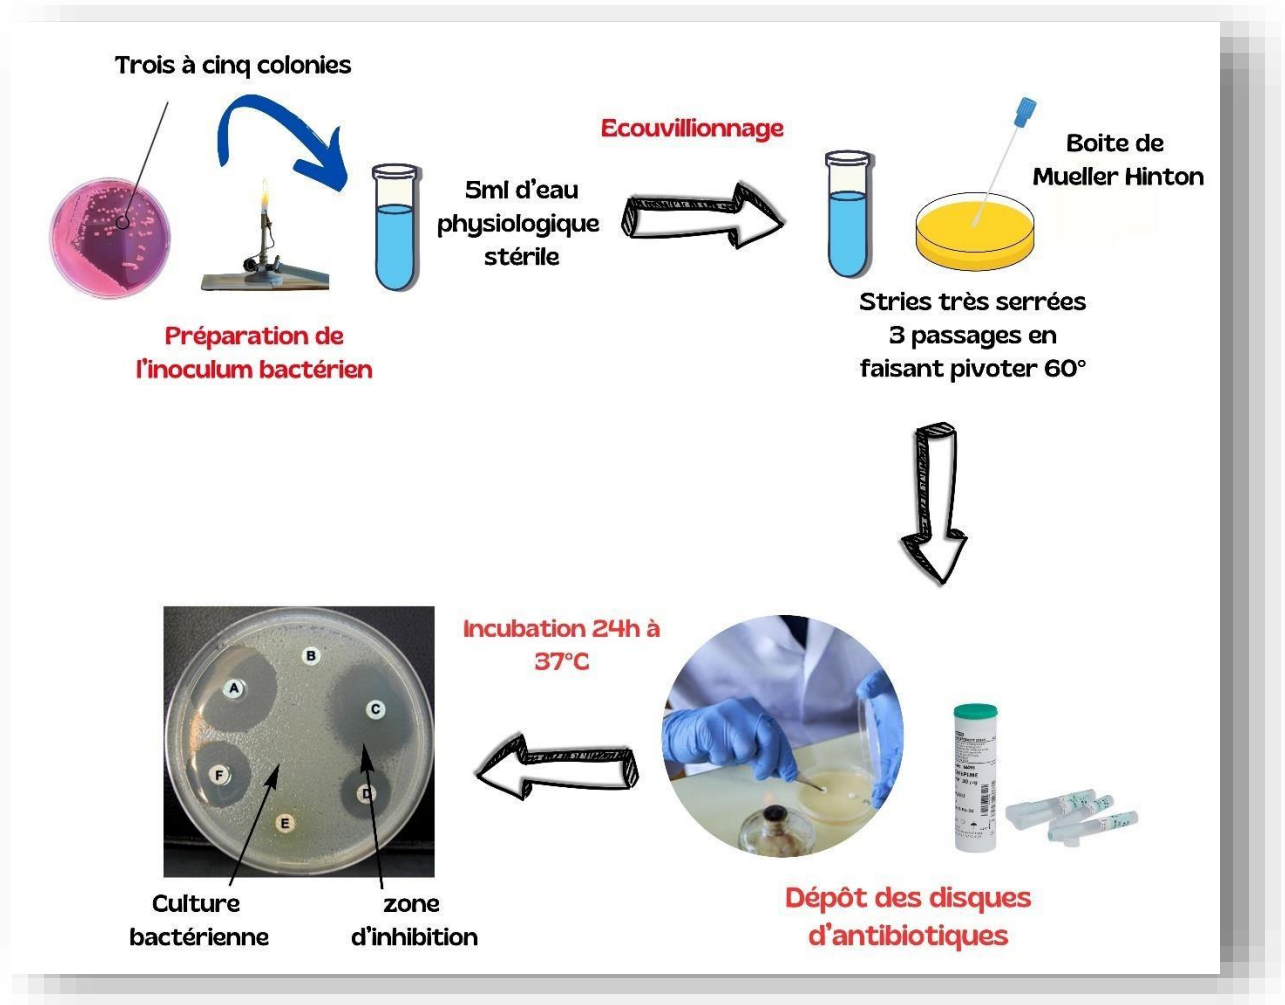 Trois à cinq colonies
Préparation de
l'inoculum bactérien
5ml d'eau
physiologique
stérile
Ecouvillionnage
Boite de
Mueller Hinton
Stries très serrées
3 passages en
faisant pivoter 60°
Dépôt des disques
d'antibiotiques
Incubation 24h à
37°C
A
B
C
D
E
F
Culture
bactérienne
zone
d'inhibition